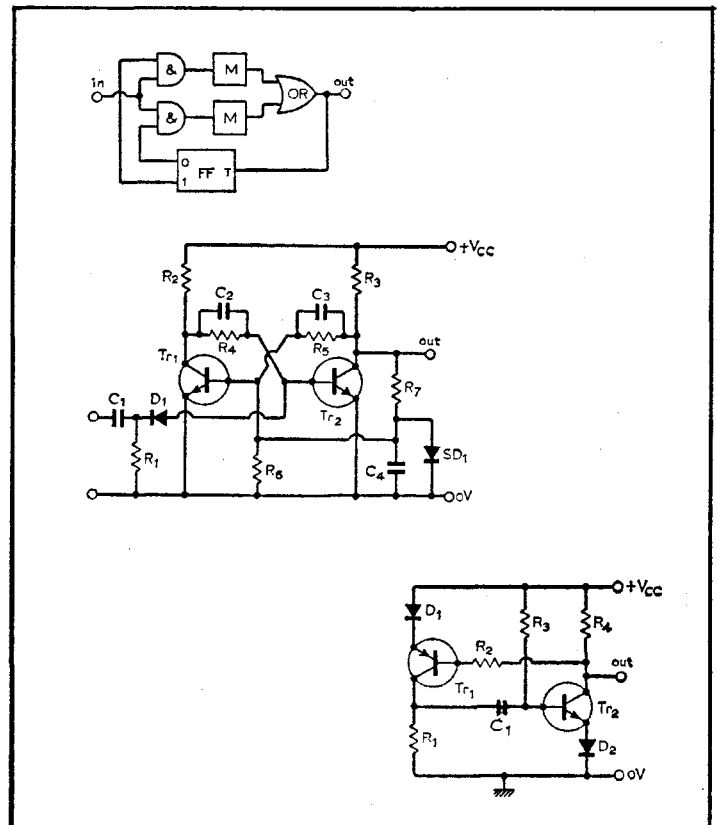 in
&
M
OR
out
&
M
0
FF T
1
+VCC
R2
R3
C2
C3
R4
R5
out
Tr1
Tr2
R7
C1
D1
SD1
R1
R6
C4
0V
+VCC
D1
R3
R4
R2
out
Tr1
Tr2
C1
R1
D2
0V